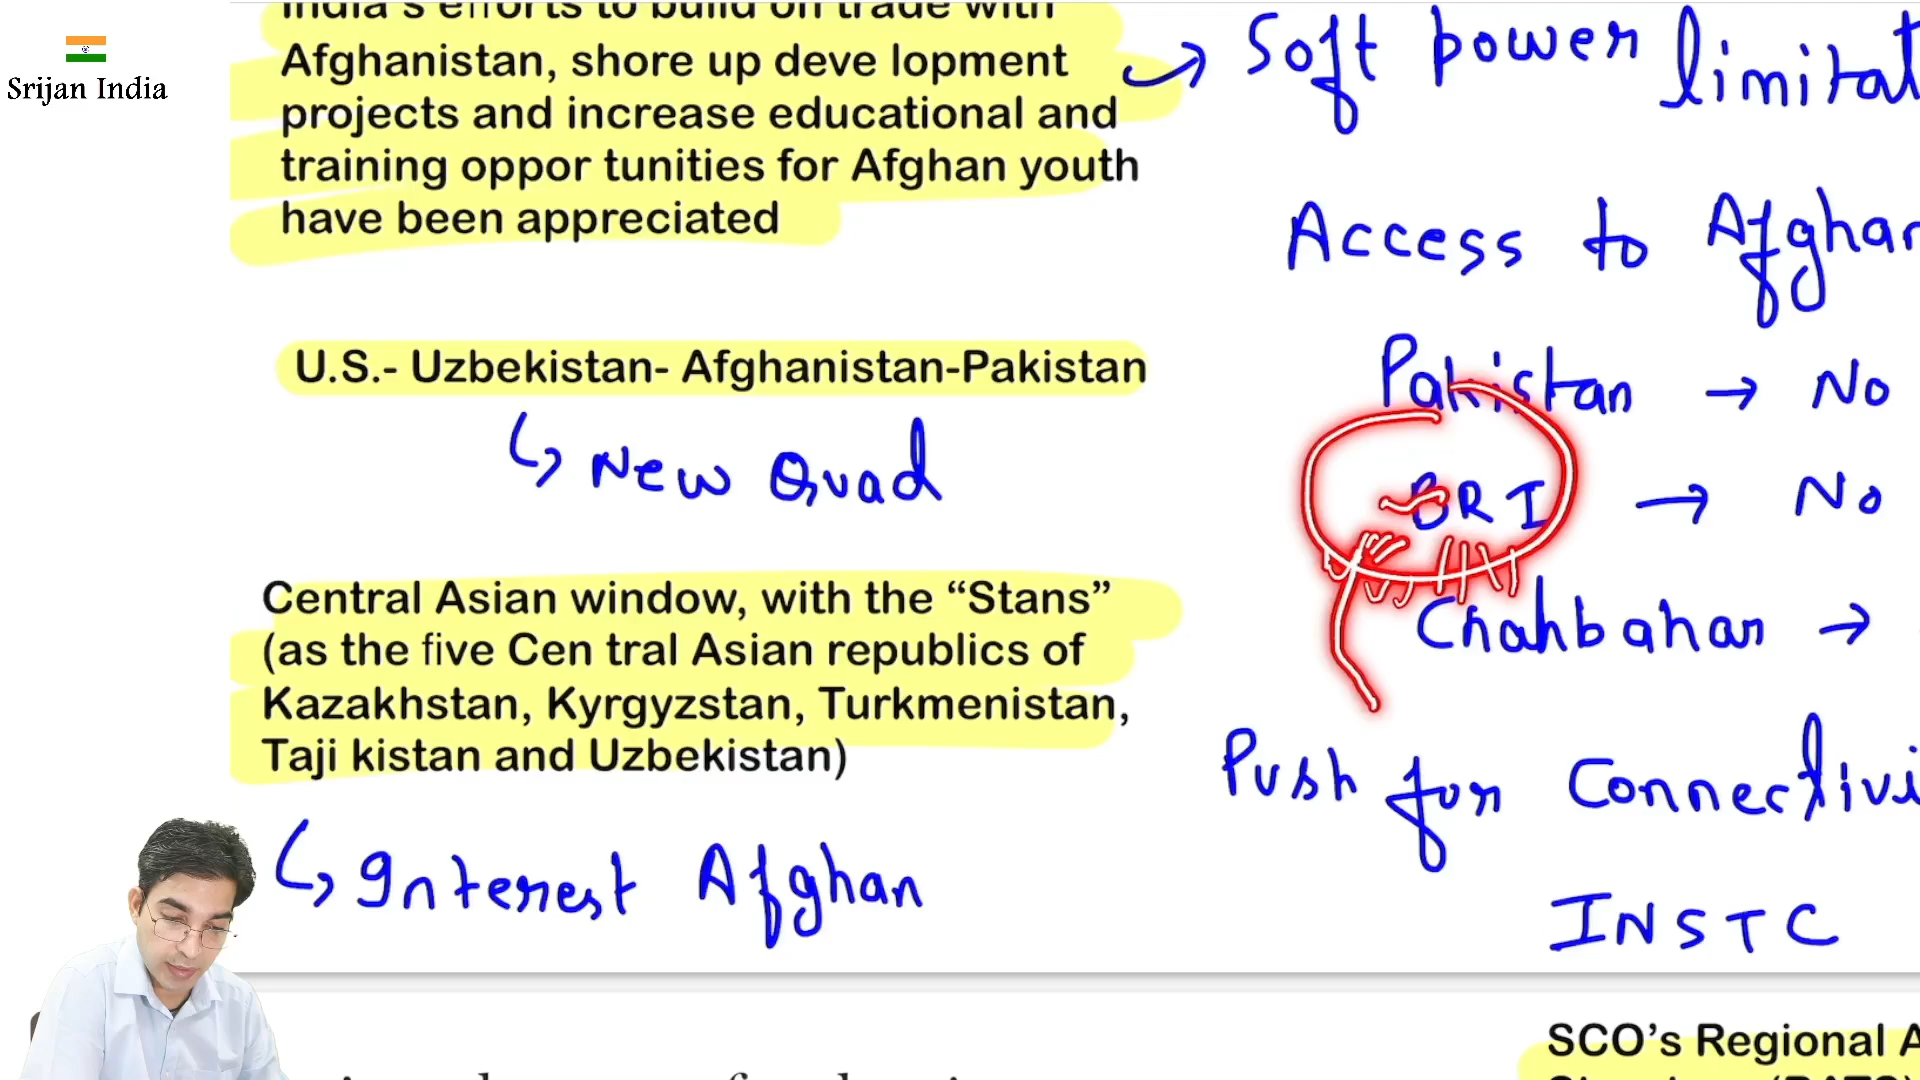 Srijan India
Afghanistan, shore up deve lopment
projects and increase educational and
training oppor tunities for Afghan youth
have been appreciated
U.S.- Uzbekistan- Afghanistan-Pakistan
New Quad
Central Asian window, with the “Stans”
(as the five Cen tral Asian republics of
Kazakhstan, Kyrgyzstan, Turkmenistan,
Taji kistan and Uzbekistan)
Interest Afghan
Soft power limitat
Access to Afghan
Pakistan → No
BRI → No
Chahbahar →
Push for Connectivi
INSTC
SCO’s Regional A